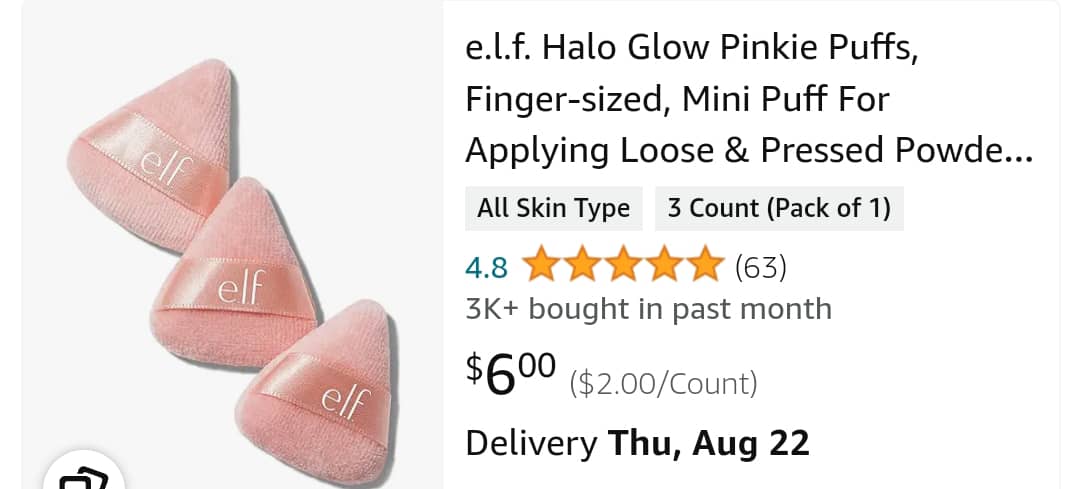 elf
elf
elf
e.l.f. Halo Glow Pinkie Puffs,
Finger-sized, Mini Puff For
Applying Loose & Pressed Powde...
All Skin Type
3 Count (Pack of 1)
4.8 (63)
3K+ bought in past month
$6.00 ($2.00/Count)
Delivery Thu, Aug 22